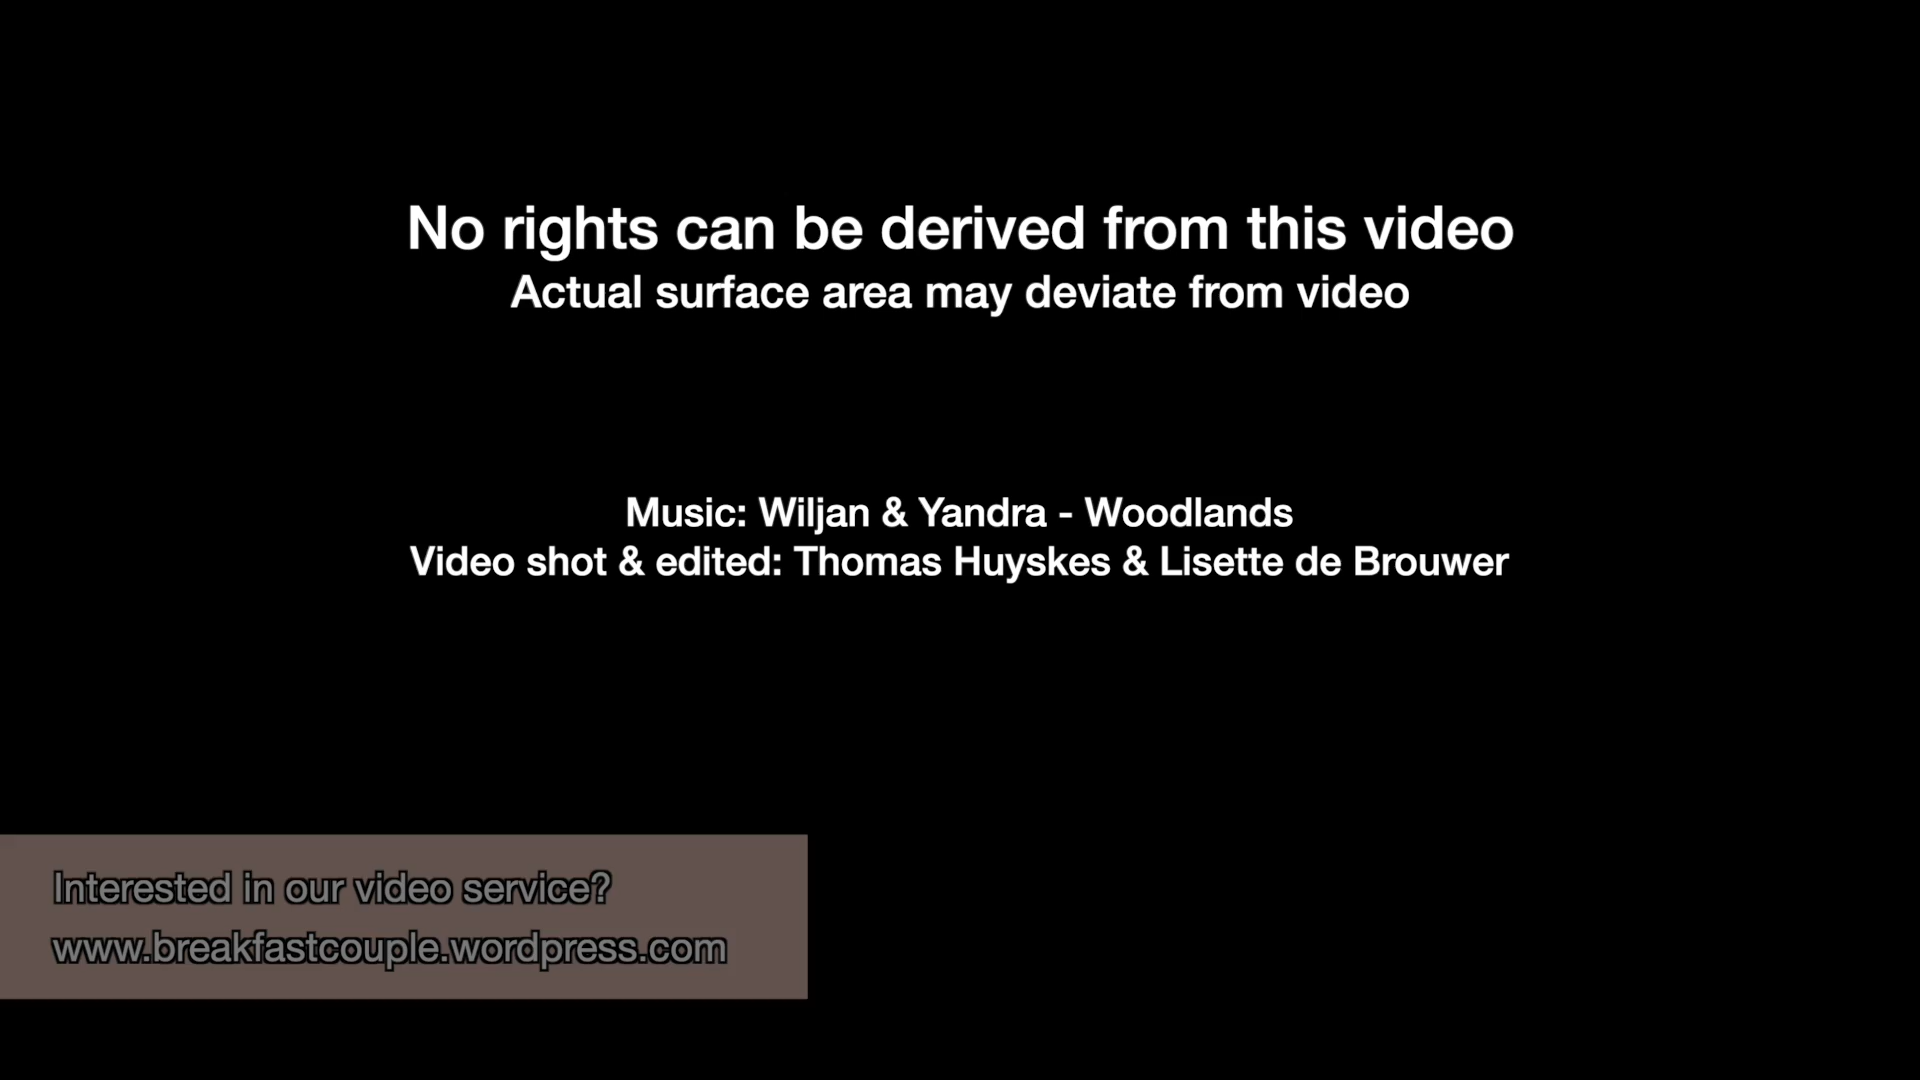 No rights can be derived from this video
Actual surface area may deviate from video
Music: Wiljan & Yandra - Woodlands
Video shot & edited: Thomas Huyskes & Lisette de Brouwer
Interested in our video service?
www.breakfastcouple.wordpress.com